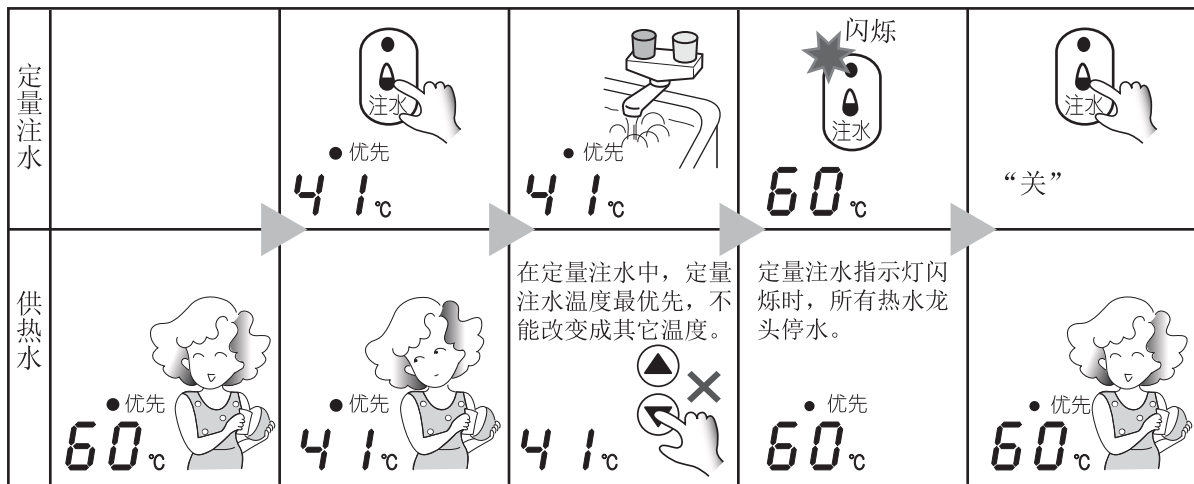 定量注水
注水
●优先
41℃
●优先
41℃
闪烁
注水
60℃
注水
“关”
供热水
●优先
60℃
●优先
41℃
在定量注水中，定量
注水温度最优先，不
能改变成其它温度。
41℃
定量注水指示灯闪
烁时，所有热水龙
头停水。
●优先
60℃
●优先
60℃